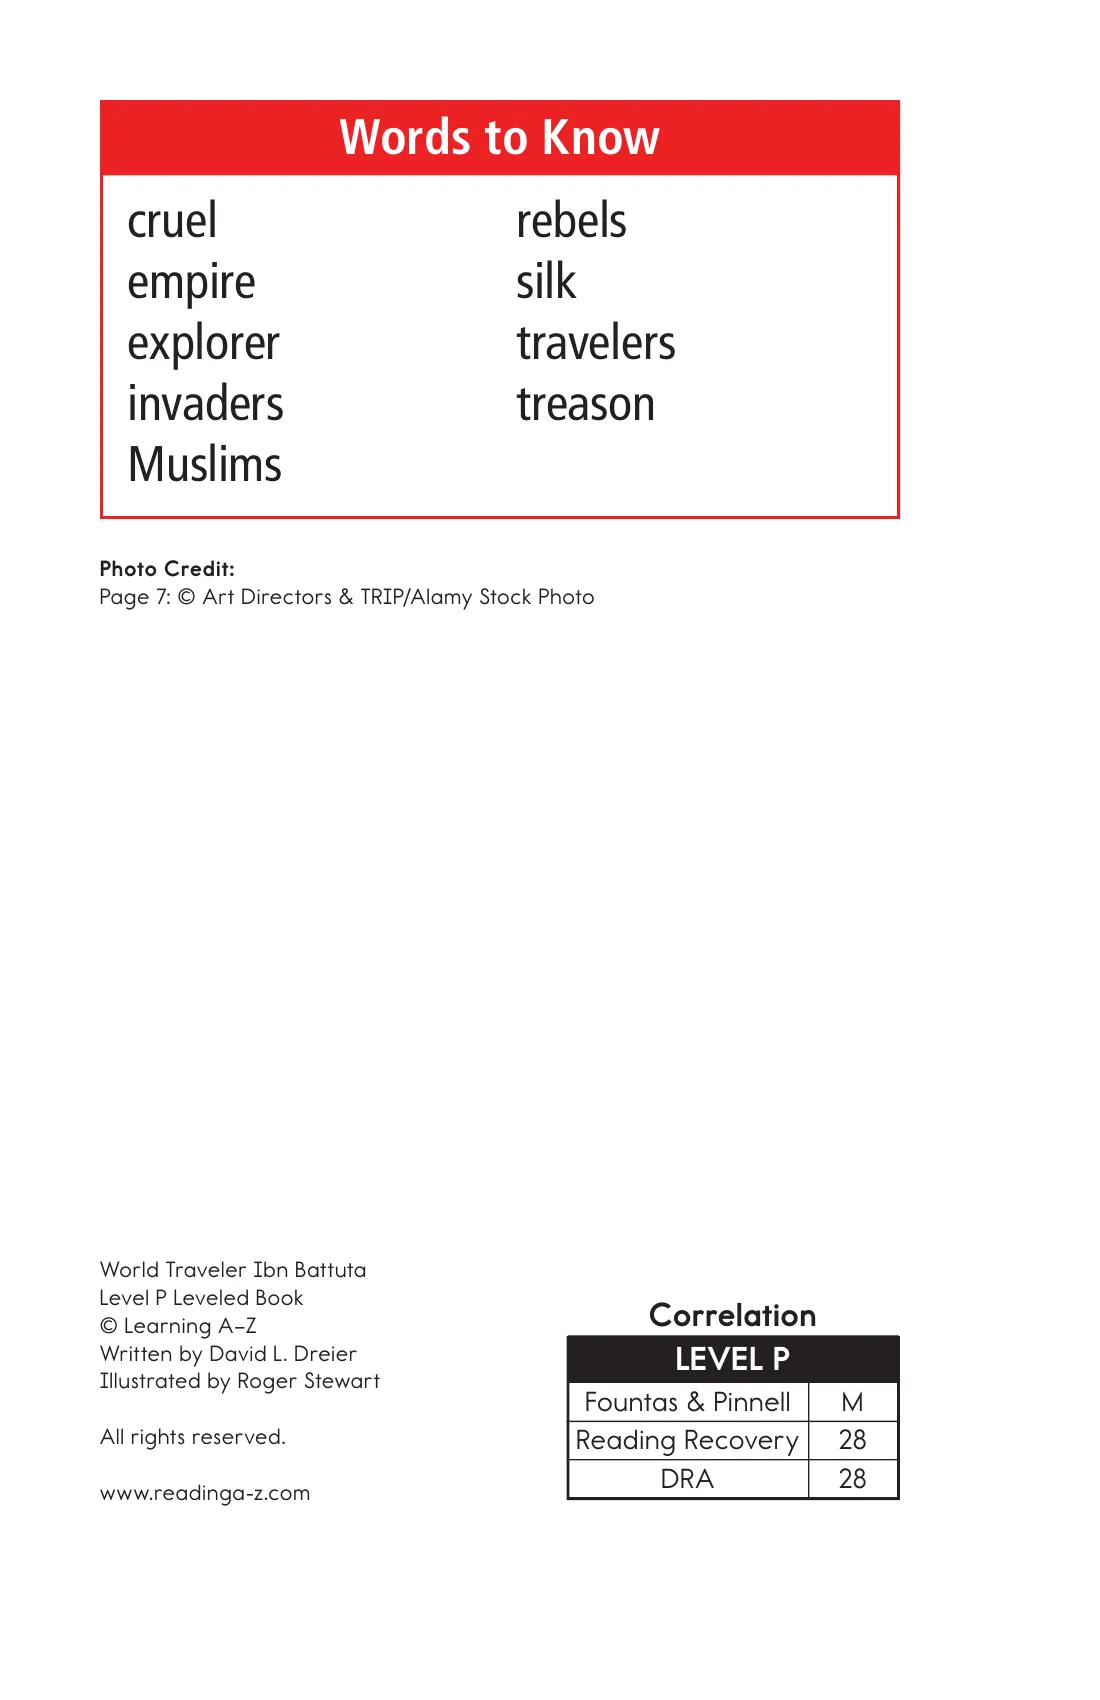 Words to Know
cruel
empire
explorer
invaders
Muslims
rebels
silk
travelers
treason
Photo Credit:
Page 7: © Art Directors & TRIP/Alamy Stock Photo
World Traveler Ibn Battuta
Level P Leveled Book
© Learning A–Z
Written by David L. Dreier
Illustrated by Roger Stewart
All rights reserved.
www.readinga-z.com
Correlation
LEVEL P
Fountas & Pinnell M
Reading Recovery 28
DRA 28